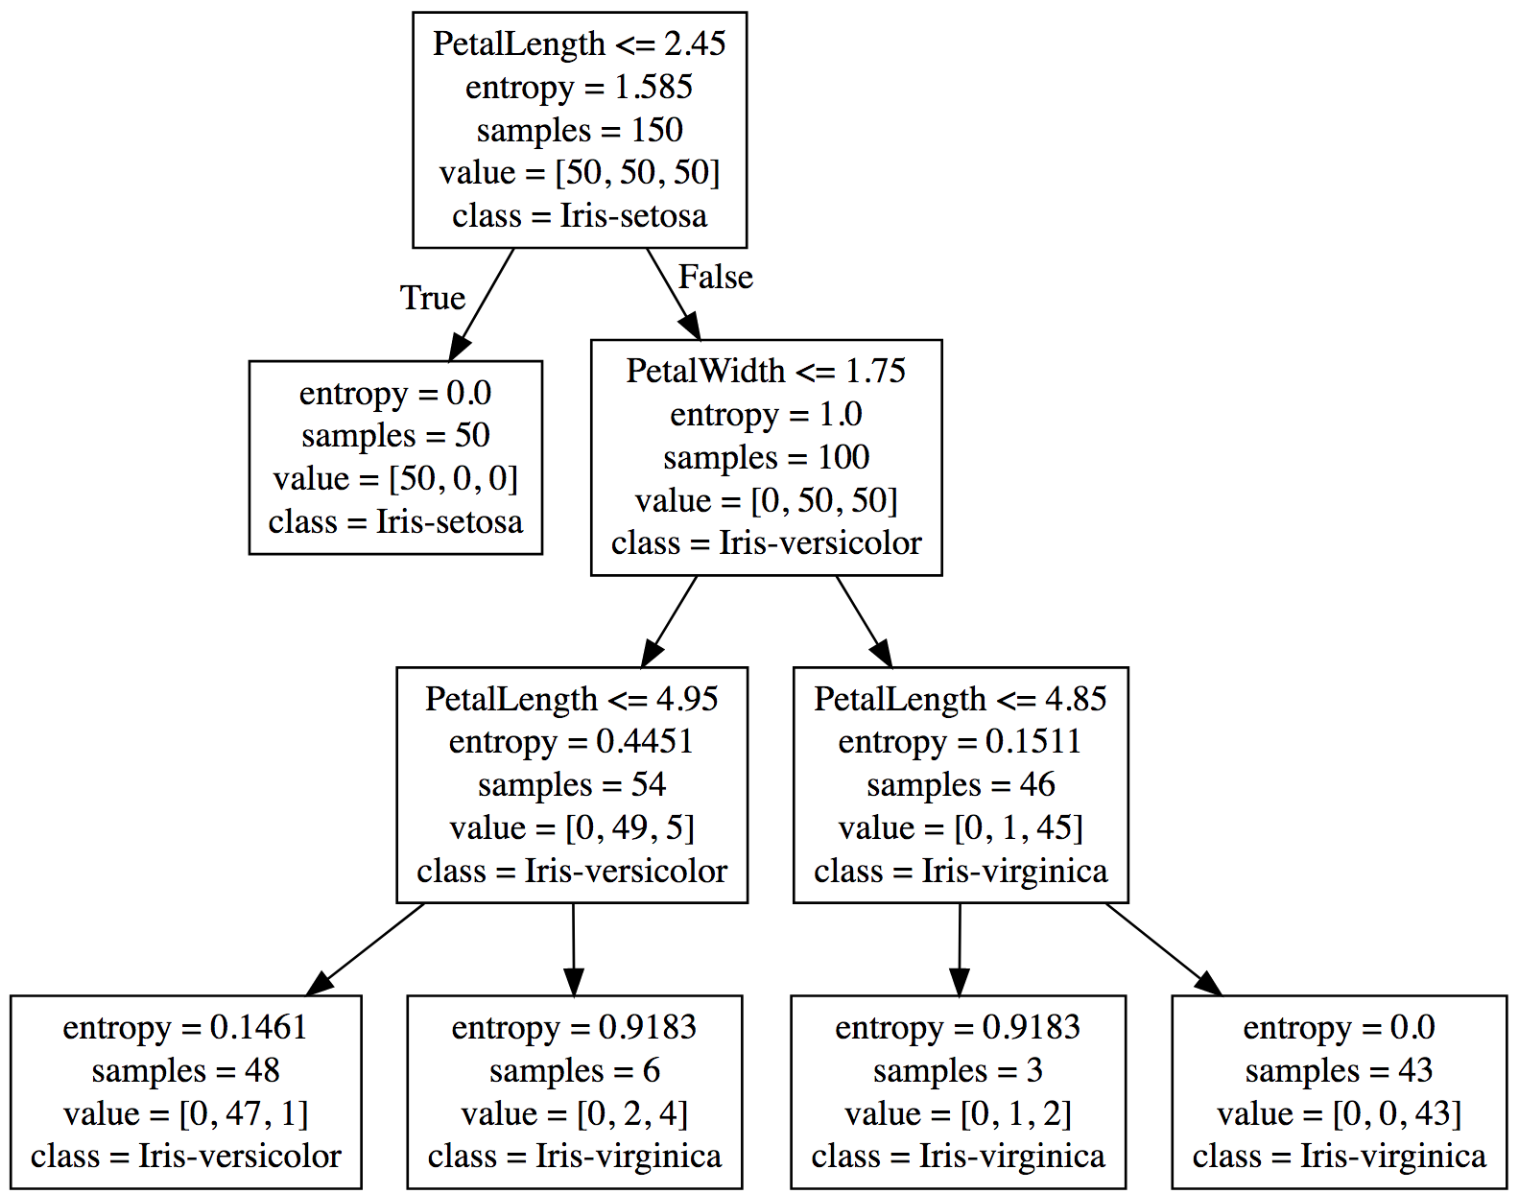 PetalLength <= 2.45
entropy = 1.585
samples = 150
value = [50, 50, 50]
class = Iris-setosa
True
False
entropy = 0.0
samples = 50
value = [50, 0, 0]
class = Iris-setosa
PetalWidth <= 1.75
entropy = 1.0
samples = 100
value = [0, 50, 50]
class = Iris-versicolor
PetalLength <= 4.95
entropy = 0.4451
samples = 54
value = [0, 49, 5]
class = Iris-versicolor
PetalLength <= 4.85
entropy = 0.1511
samples = 46
value = [0, 1, 45]
class = Iris-virginica
entropy = 0.1461
samples = 48
value = [0, 47, 1]
class = Iris-versicolor
entropy = 0.9183
samples = 6
value = [0, 2, 4]
class = Iris-virginica
entropy = 0.9183
samples = 3
value = [0, 1, 2]
class = Iris-virginica
entropy = 0.0
samples = 43
value = [0, 0, 43]
class = Iris-virginica